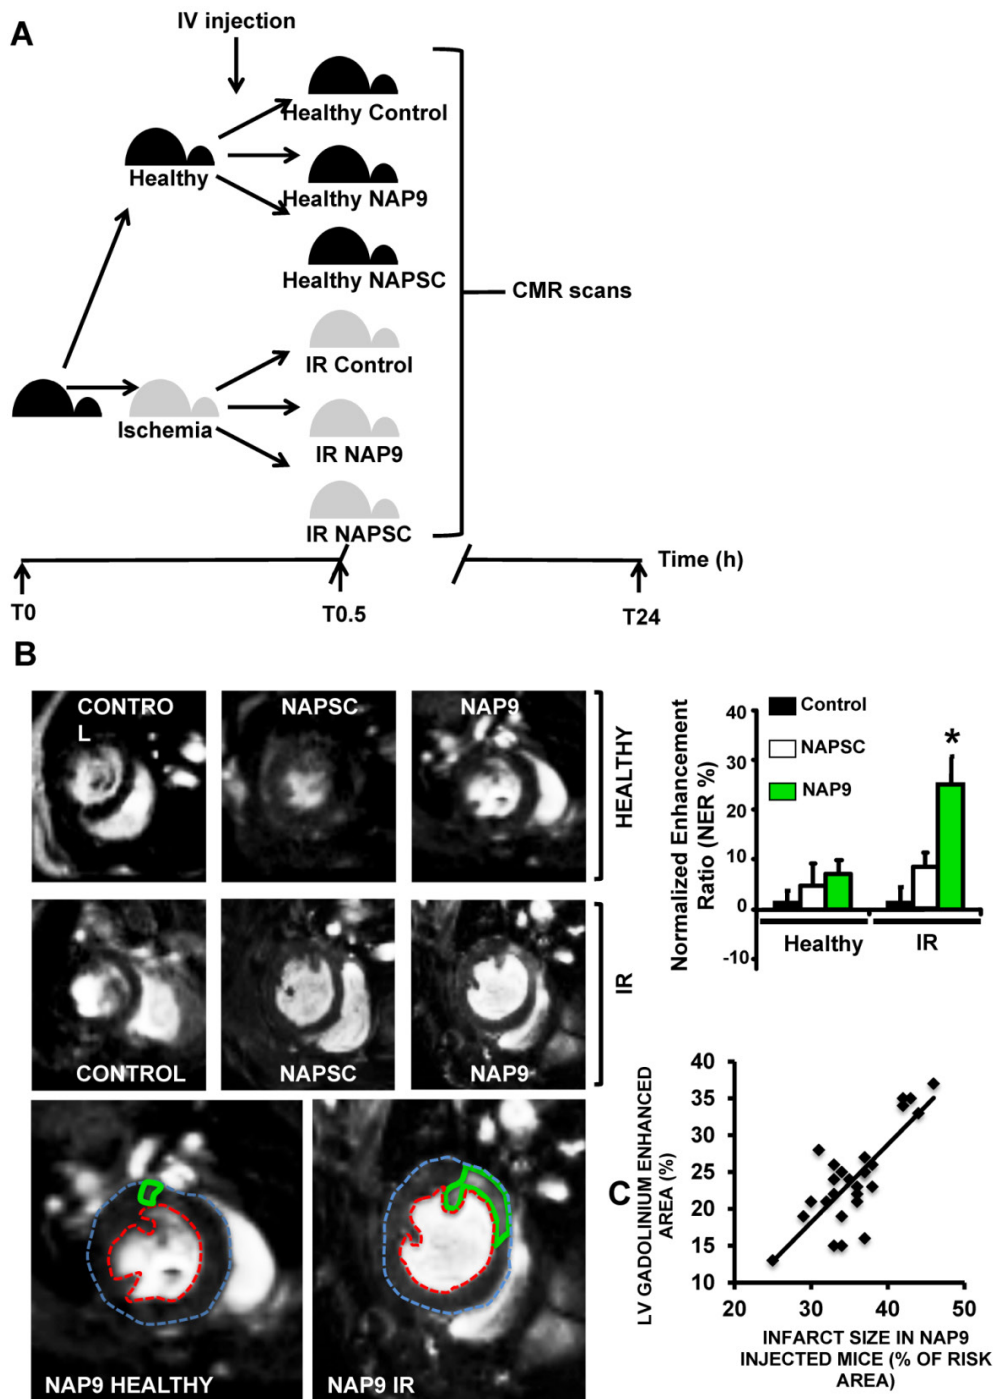 A
IV injection
Healthy Control
Healthy
Healthy NAP9
Healthy NAPSC
CMR scans
IR Control
Ischemia
IR NAP9
IR NAPSC
Time (h)
T0
T0.5
T24
B
CONTRO
L
NAPSC
NAP9
HEALTHY
CONTROL
NAPSC
NAP9
IR
NAP9 HEALTHY
NAP9 IR
Normalized Enhancement
Ratio (NER %)
40
30
20
10
0
-10
Control
NAPSC
NAP9
*
Healthy
IR
C
LV GADOLINIUM ENHANCED
AREA (%)
40
35
30
25
20
15
10
20
30
40
50
INFARCT SIZE IN NAP9
INJECTED MICE (% OF RISK
AREA)